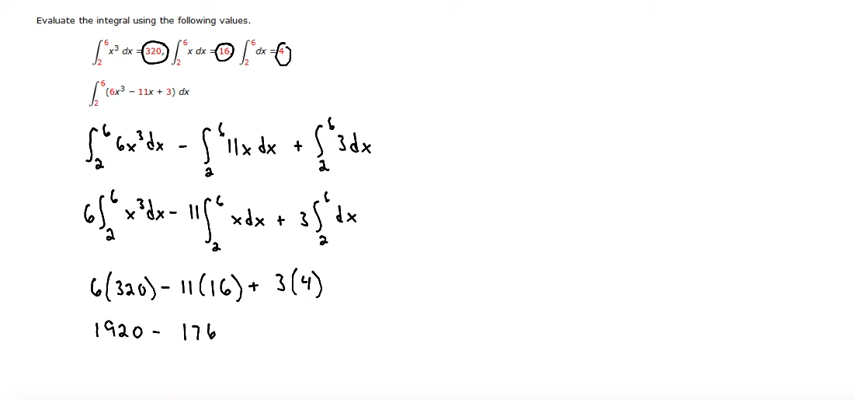 Evaluate the integral using the following values.
∫₂⁶ x³ dx = 320, ∫₂⁶ x dx = 16, ∫₂⁶ dx = 4
∫₂⁶ (6x³ − 11x + 3) dx
∫₂⁶ 6x³dx − ∫₂⁶ 11x dx + ∫₂⁶ 3dx
6∫₂⁶ x³dx − 11∫₂⁶ xdx + 3∫₂⁶ dx
6(320) − 11(16) + 3(4)
1920 − 176